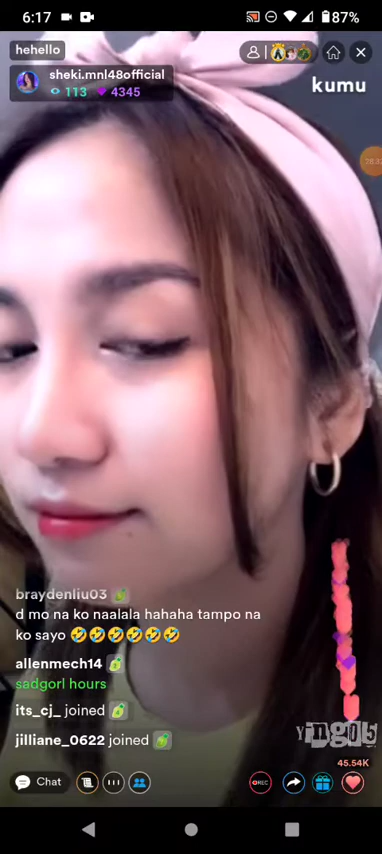 6:17
87%
hehello
sheki.mnl48official
113 4345
kumu
braydenliu03
d mo na ko naalala hahaha tampo na
ko sayo 🤣🤣🤣🤣🤣🤣
allenmech14
sadgorl hours
its_cj_ joined
jilliane_0622 joined
45.54K
Chat
REC